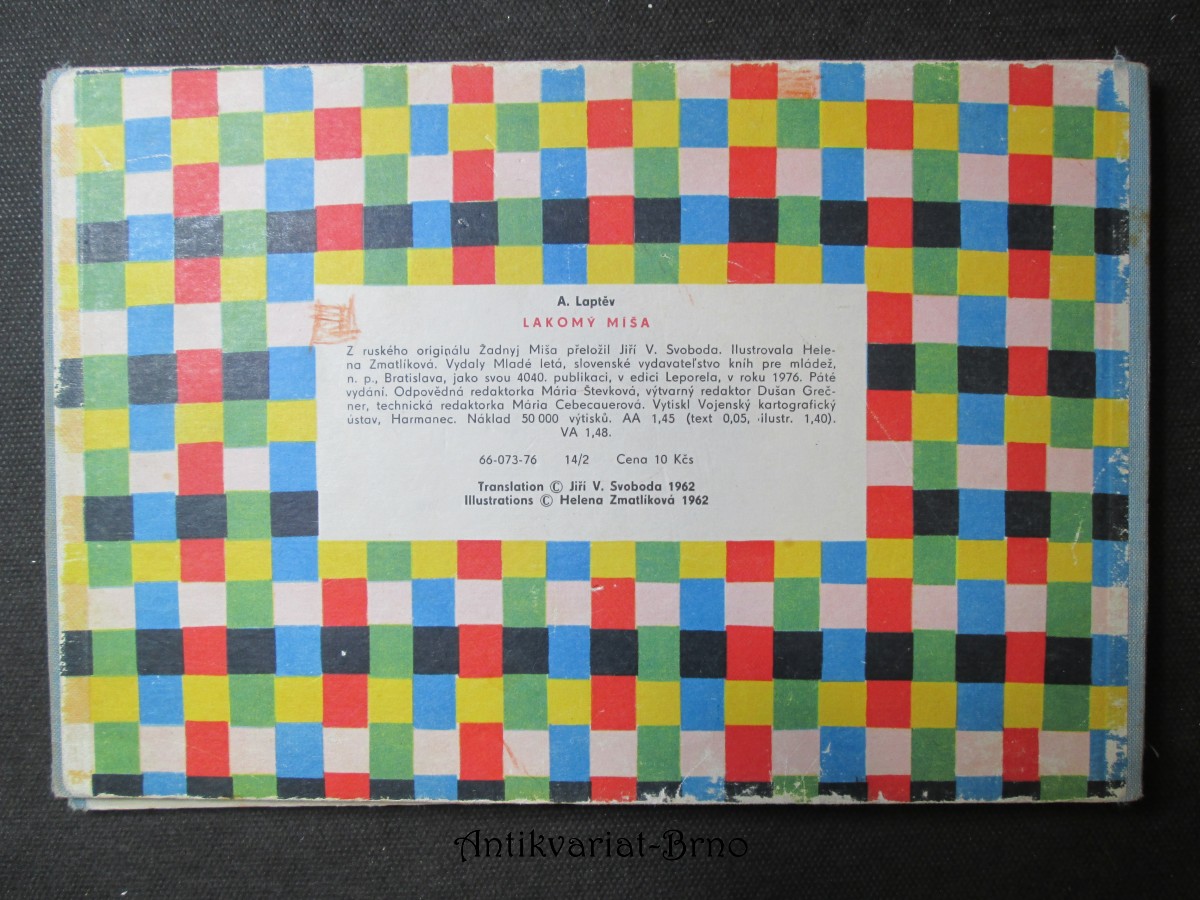 A. Laptěv
LAKOMÝ MÍŠA
Z ruského originálu Žadnyj Miša přeložil Jiří V. Svoboda. Ilustrovala Hele-
na Zmatlíková. Vydaly Mladé letá, slovenské vydavateľstvo kníh pre mládež,
n. p., Bratislava, jako svou 4040. publikaci, v edici Leporela, v roku 1976. Páté
vydání. Odpovědná redaktorka Mária Števková, výtvarný redaktor Dušan Greč-
ner, technická redaktorka Mária Cebecauerová. Vytiskl Vojenský kartografický
ústav, Harmanec. Náklad 50 000 výtisků. AA 1,45 (text 0,05, ilustr. 1,40).
VA 1,48.
66-073-76 14/2 Cena 10 Kčs
Translation © Jiří V. Svoboda 1962
Illustrations © Helena Zmatlíková 1962
Antikvariat-Brno